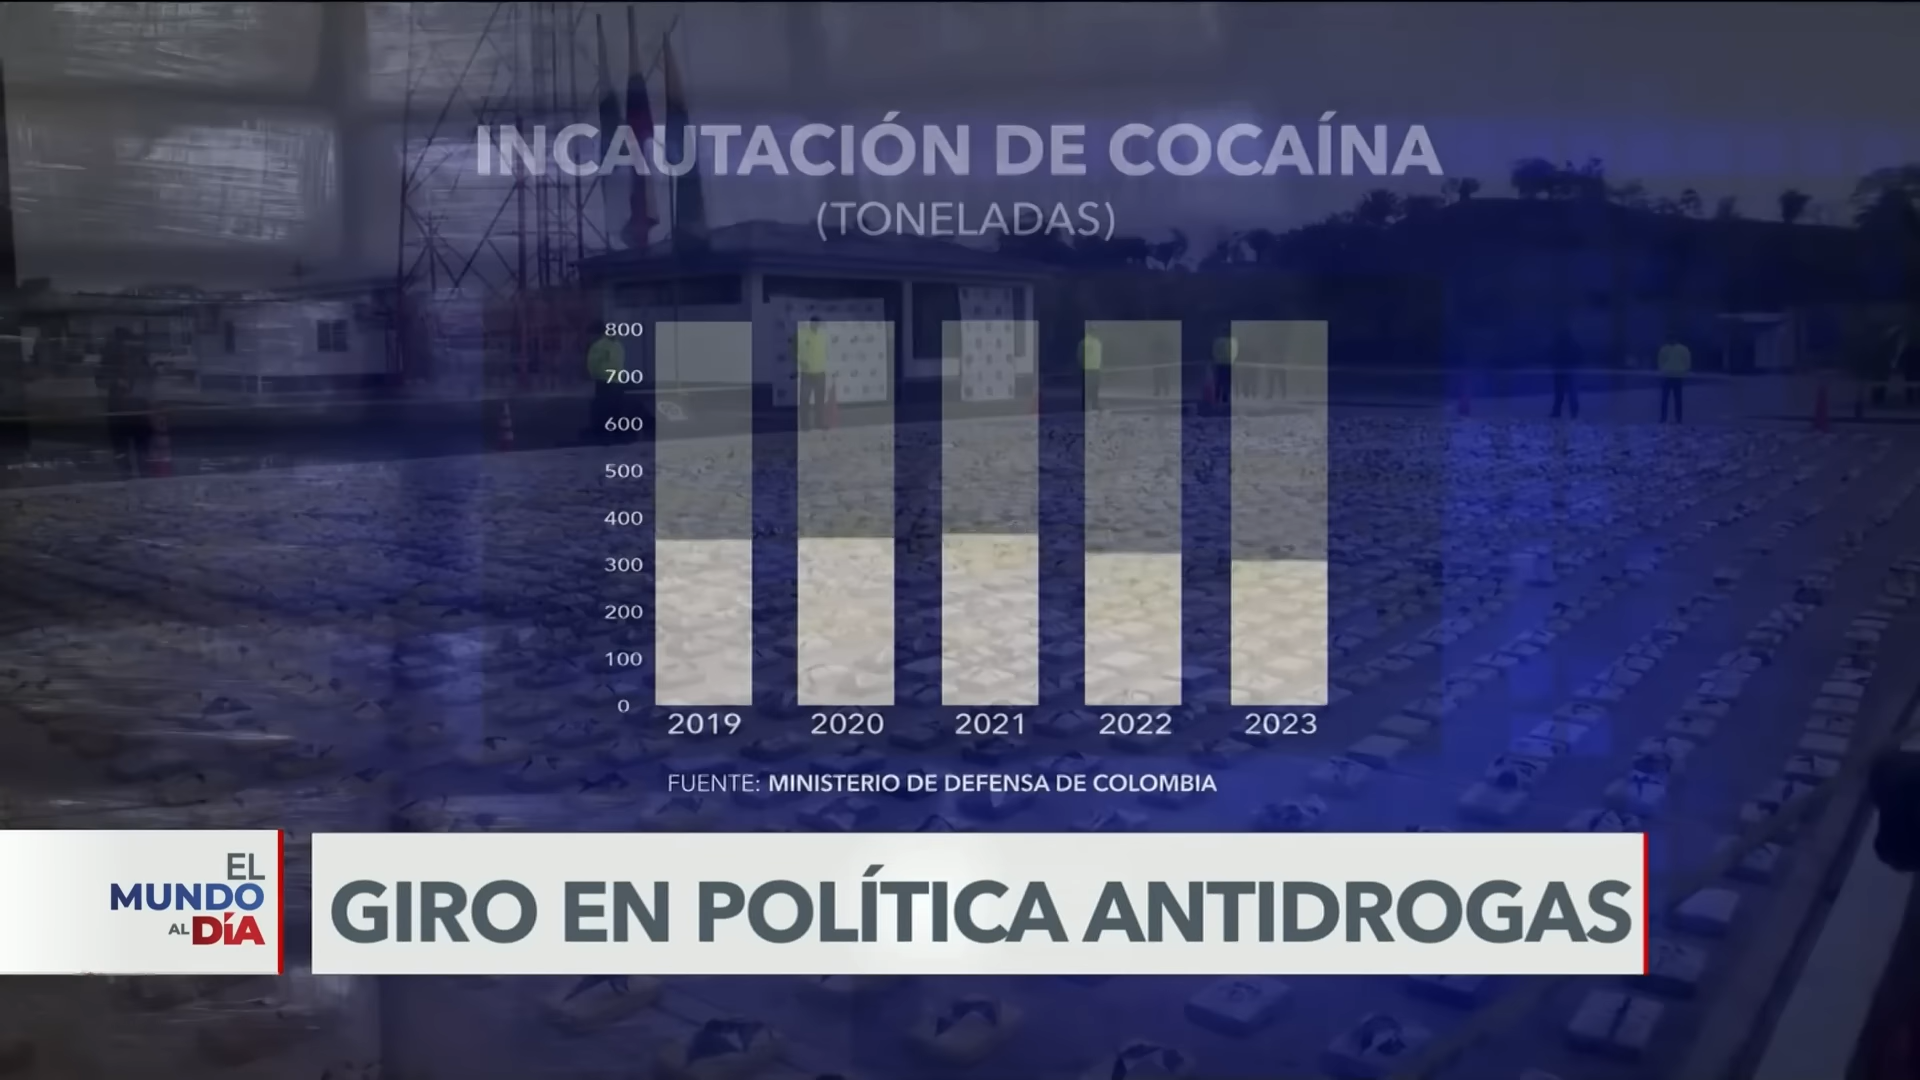 INCAUTACIÓN DE COCAÍNA
(TONELADAS)
800
700
600
500
400
300
200
100
0
2019 2020 2021 2022 2023
FUENTE: MINISTERIO DE DEFENSA DE COLOMBIA
EL
MUNDO
AL DÍA
GIRO EN POLÍTICA ANTIDROGAS